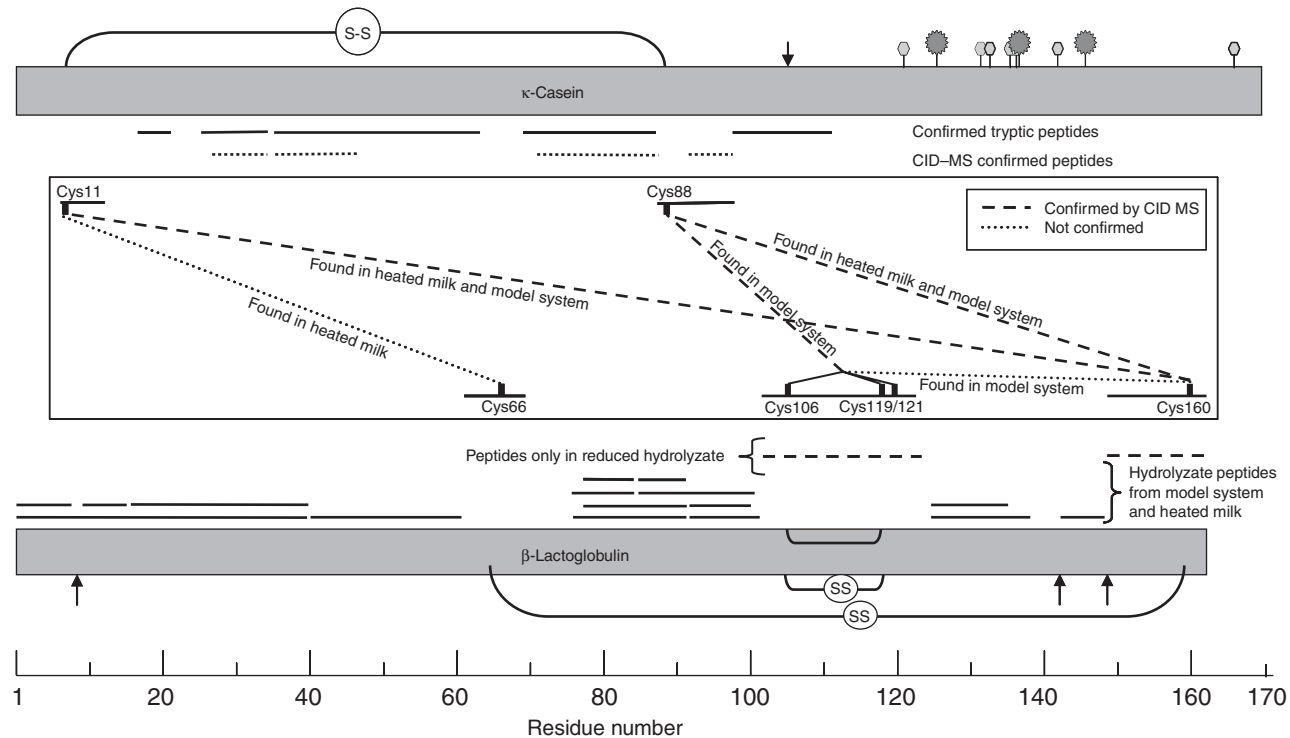 S-S
κ-Casein
Confirmed tryptic peptides
CID–MS confirmed peptides
Cys11
Cys88
Confirmed by CID MS
Not confirmed
Found in heated milk and model system
Found in heated milk
Found in model system
Found in heated milk and model system
Found in model system
Cys66
Cys106
Cys119/121
Cys160
Peptides only in reduced hydrolyzate
Hydrolyzate peptides
from model system
and heated milk
β-Lactoglobulin
SS
SS
1 20 40 60 80 100 120 140 160 170
Residue number